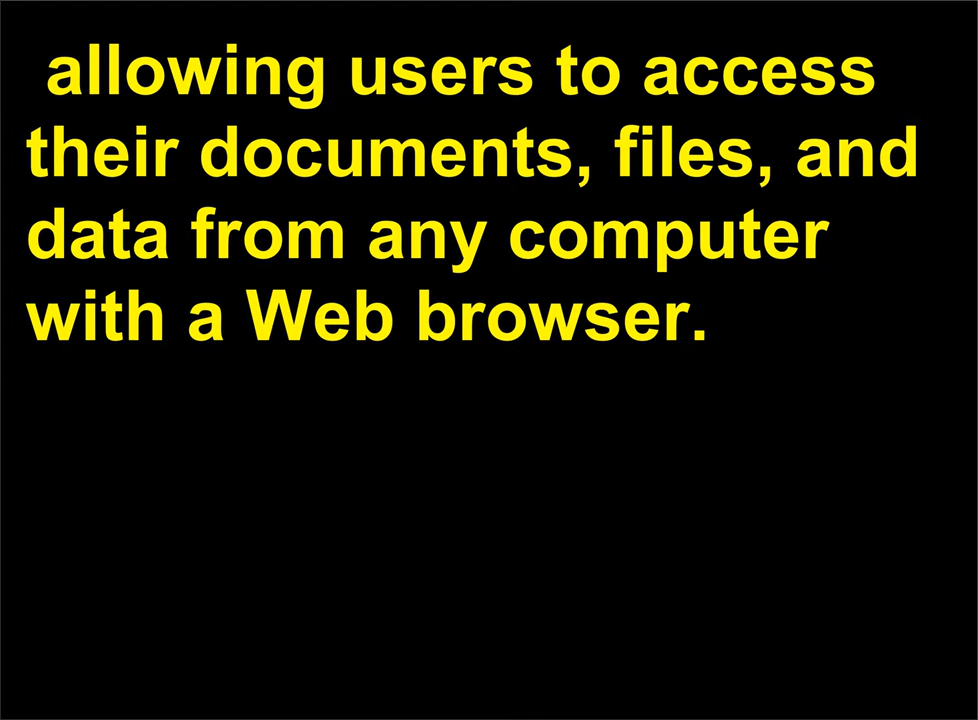 allowing users to access
their documents, files, and
data from any computer
with a Web browser.